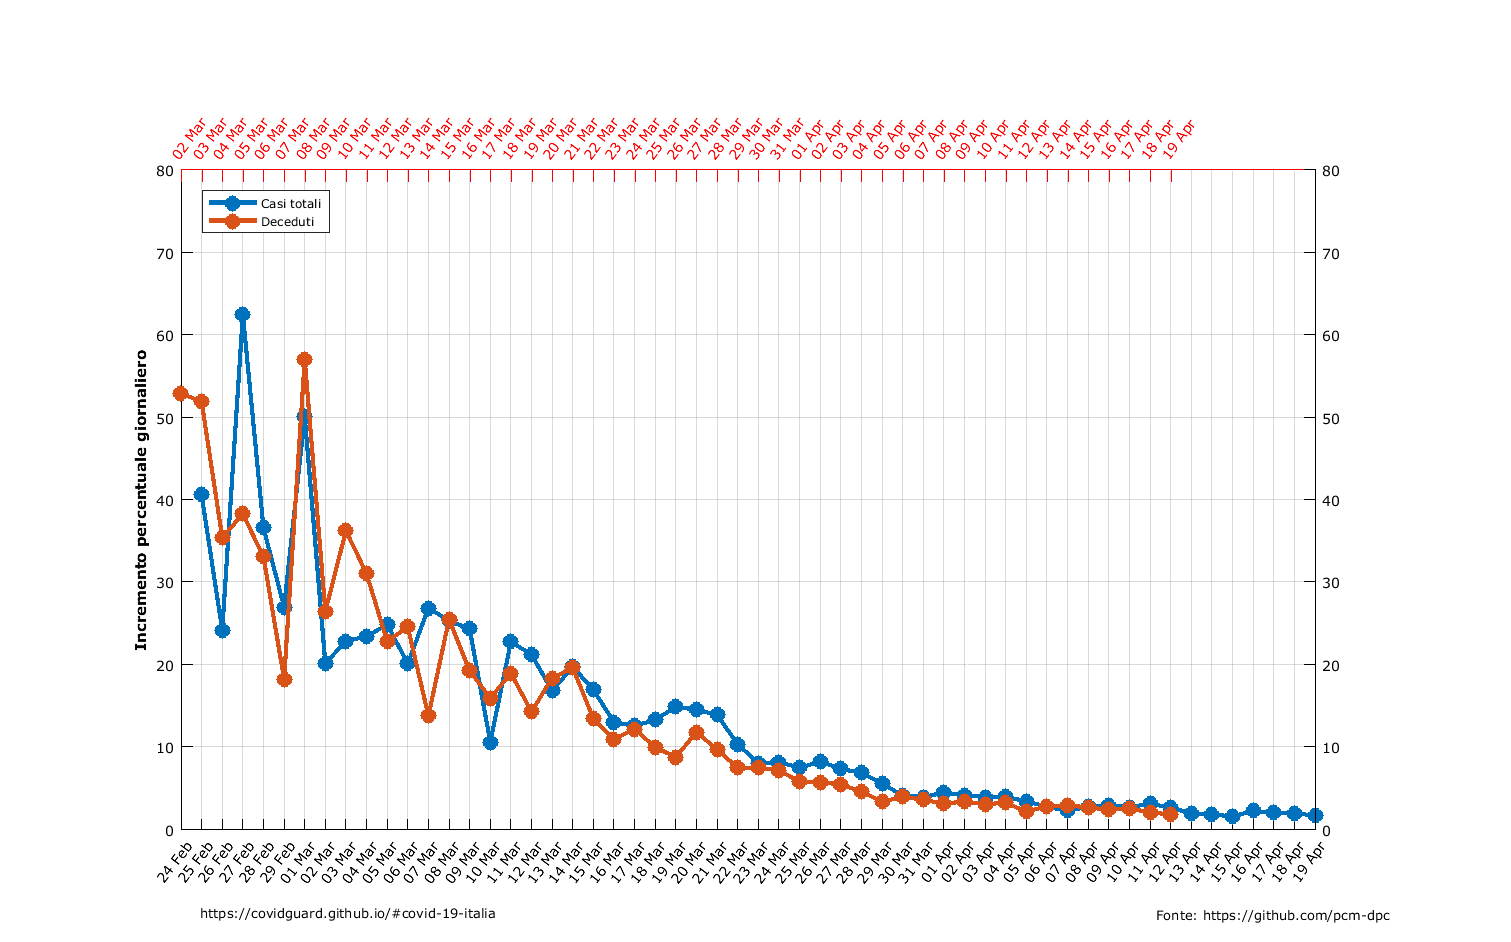 02 Mar
03 Mar
04 Mar
05 Mar
06 Mar
07 Mar
08 Mar
09 Mar
10 Mar
11 Mar
12 Mar
13 Mar
14 Mar
15 Mar
16 Mar
17 Mar
18 Mar
19 Mar
20 Mar
21 Mar
22 Mar
23 Mar
24 Mar
25 Mar
26 Mar
27 Mar
28 Mar
29 Mar
30 Mar
31 Mar
01 Apr
02 Apr
03 Apr
04 Apr
05 Apr
06 Apr
07 Apr
08 Apr
09 Apr
10 Apr
11 Apr
12 Apr
13 Apr
14 Apr
15 Apr
16 Apr
17 Apr
18 Apr
19 Apr
Casi totali
Deceduti
Incremento percentuale giornaliero
80
70
60
50
40
30
20
10
0
80
70
60
50
40
30
20
10
0
24 Feb
25 Feb
26 Feb
27 Feb
28 Feb
29 Feb
01 Mar
02 Mar
03 Mar
04 Mar
05 Mar
06 Mar
07 Mar
08 Mar
09 Mar
10 Mar
11 Mar
12 Mar
13 Mar
14 Mar
15 Mar
16 Mar
17 Mar
18 Mar
19 Mar
20 Mar
21 Mar
22 Mar
23 Mar
24 Mar
25 Mar
26 Mar
27 Mar
28 Mar
29 Mar
30 Mar
31 Mar
01 Apr
02 Apr
03 Apr
04 Apr
05 Apr
06 Apr
07 Apr
08 Apr
09 Apr
10 Apr
11 Apr
12 Apr
13 Apr
14 Apr
15 Apr
16 Apr
17 Apr
18 Apr
19 Apr
https://covidguard.github.io/#covid-19-italia
Fonte: https://github.com/pcm-dpc